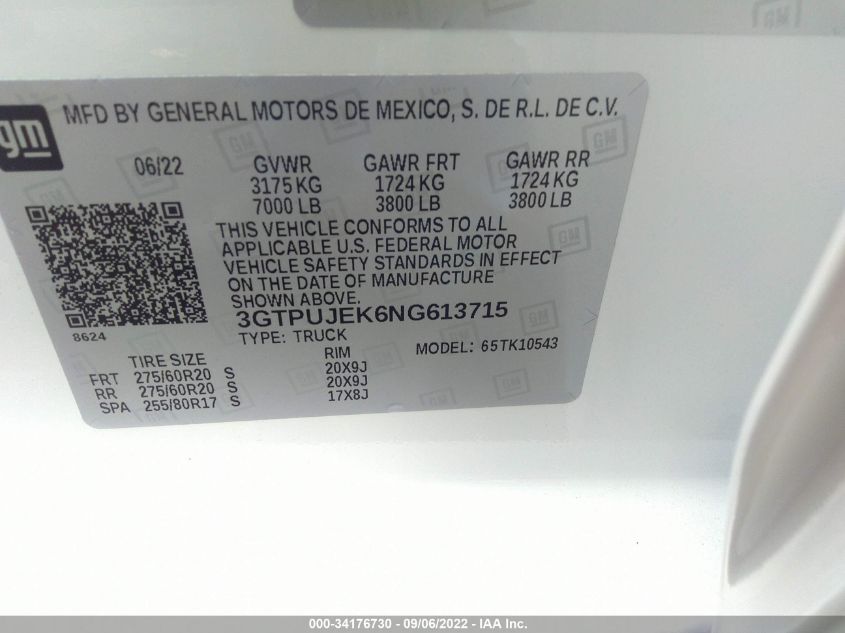 gm
MFD BY GENERAL MOTORS DE MEXICO, S. DE R.L. DE C.V.
06/22 GVWR GAWR FRT GAWR RR
3175 KG 1724 KG 1724 KG
7000 LB 3800 LB 3800 LB
THIS VEHICLE CONFORMS TO ALL
APPLICABLE U.S. FEDERAL MOTOR
VEHICLE SAFETY STANDARDS IN EFFECT
ON THE DATE OF MANUFACTURE
SHOWN ABOVE.
3GTPUJEK6NG613715
8624
TYPE: TRUCK MODEL: 65TK10543
TIRE SIZE RIM
FRT 275/60R20 S 20X9J
RR 275/60R20 S 20X9J
SPA 255/80R17 S 17X8J
000-34176730 - 09/06/2022 - IAA Inc.